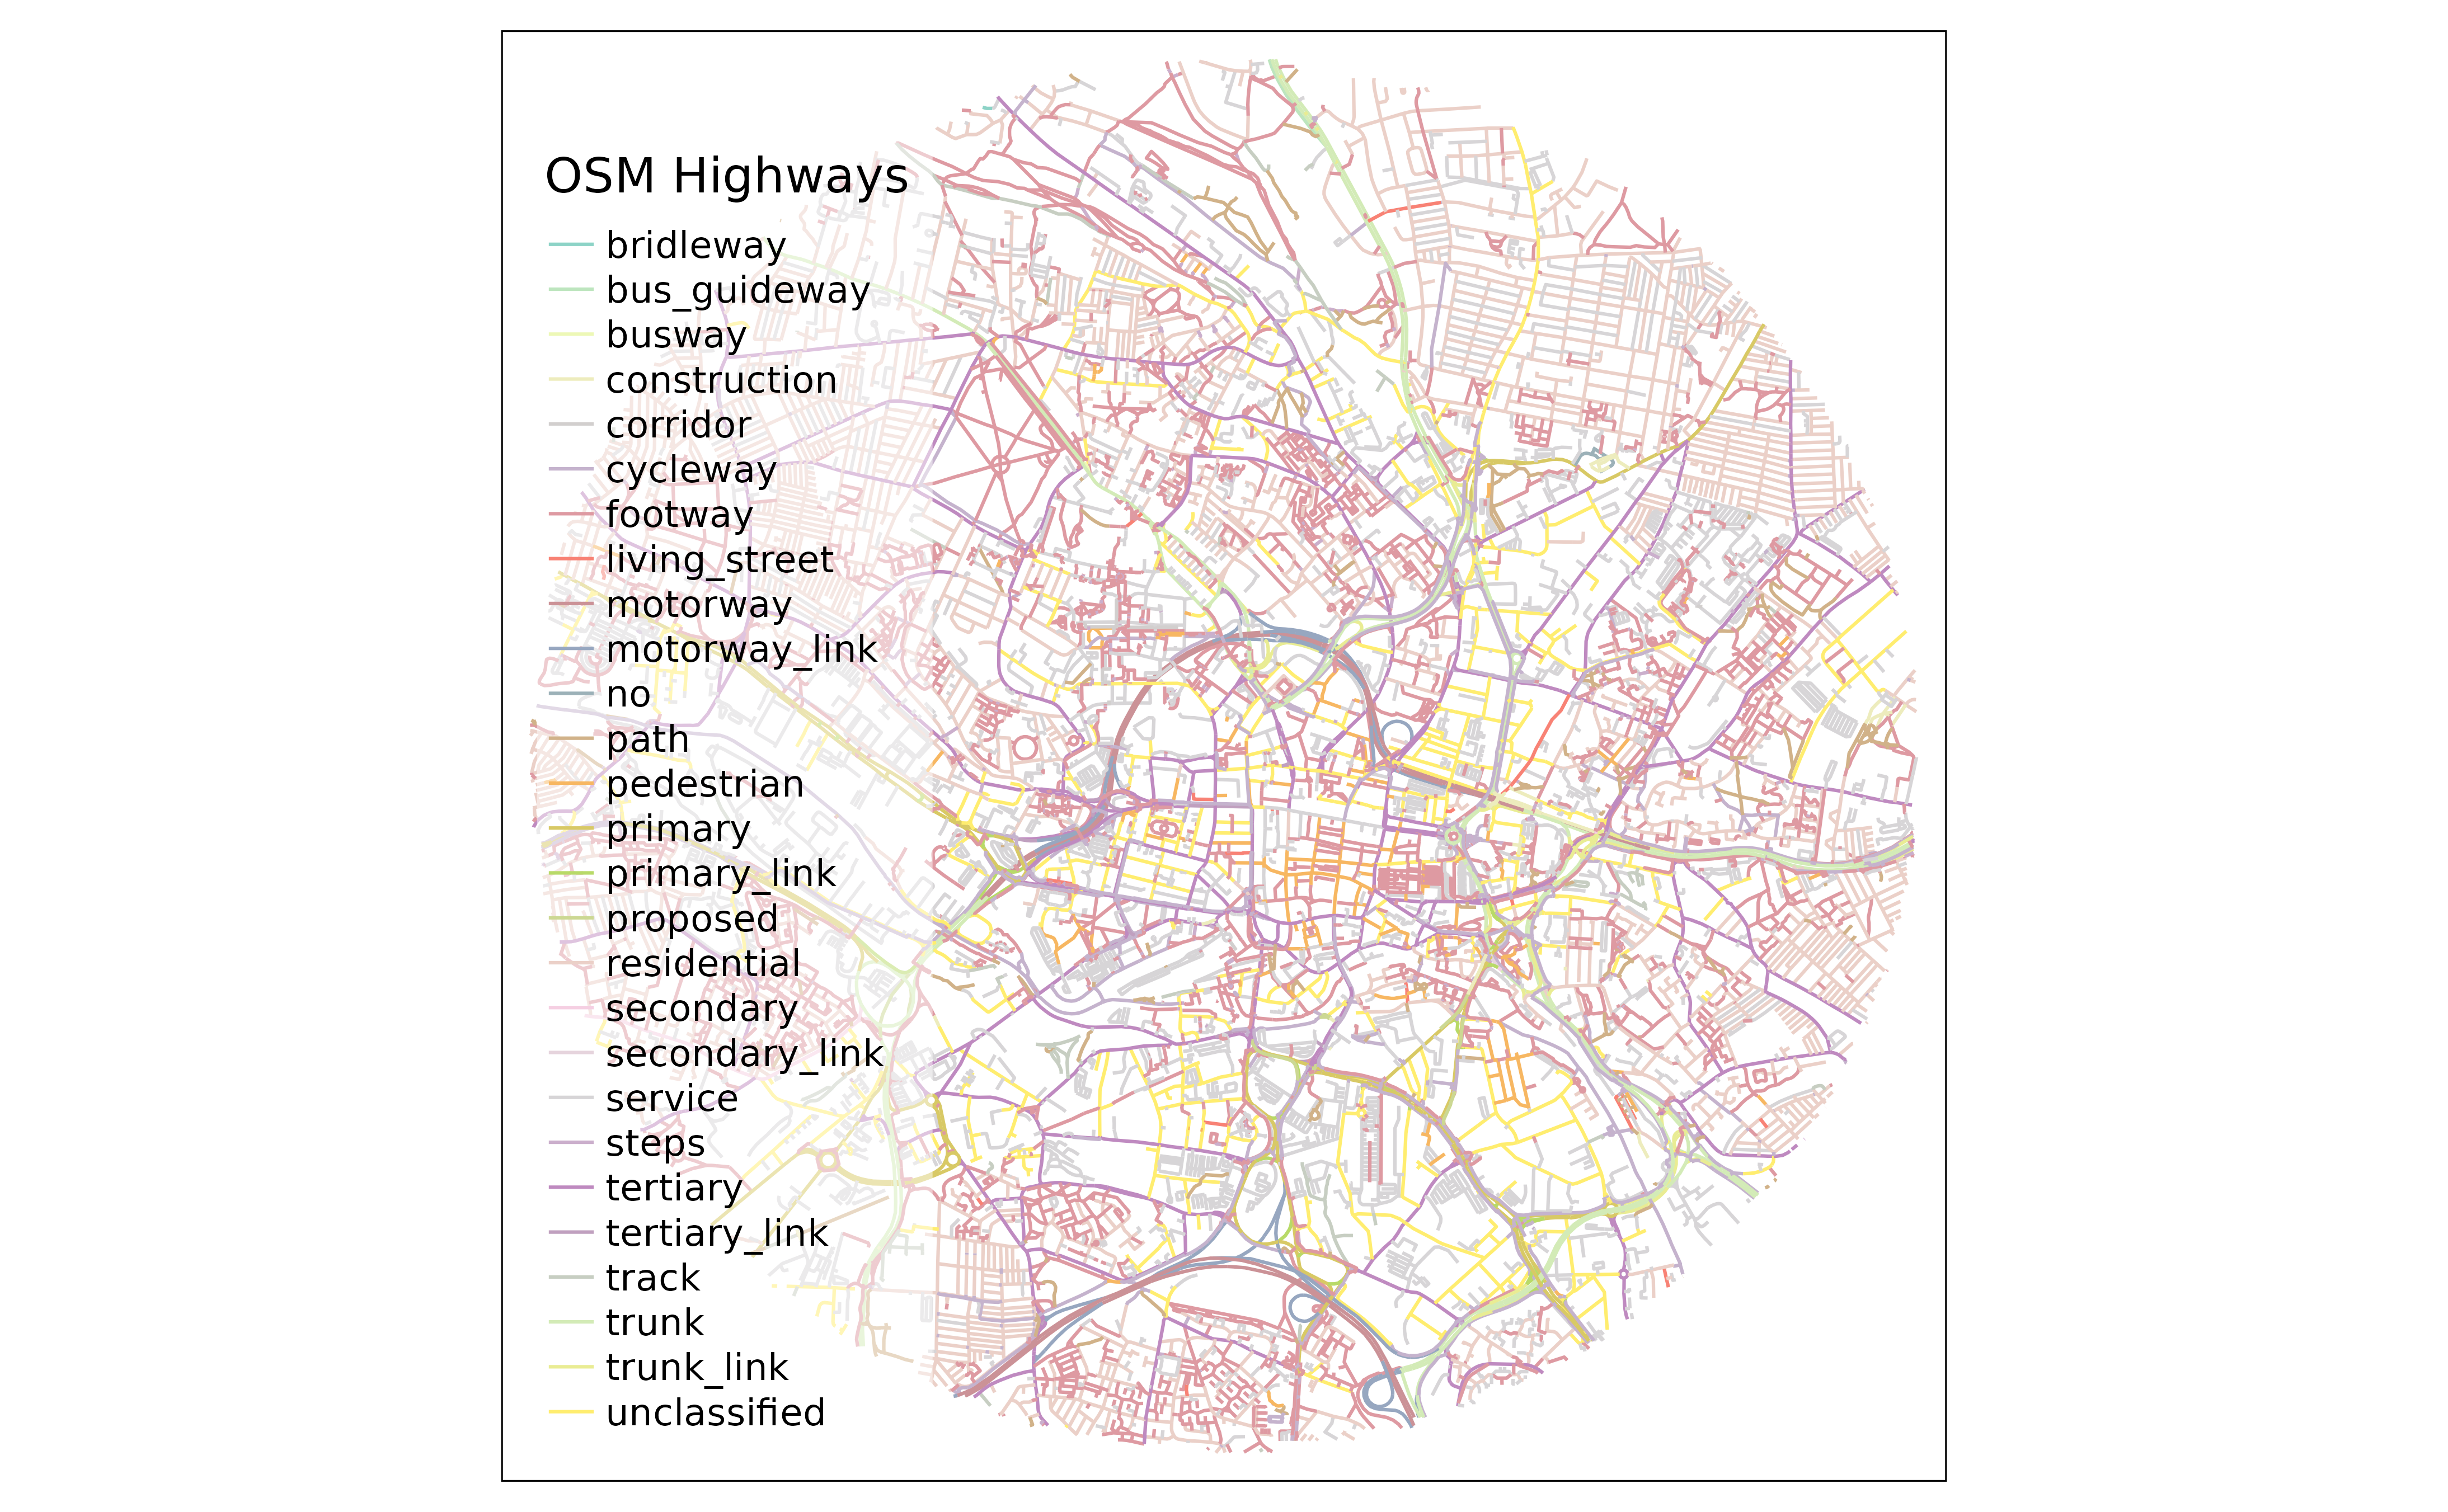 OSM Highways
bridleway
bus_guideway
busway
construction
corridor
cycleway
footway
living_street
motorway
motorway_link
no
path
pedestrian
primary
primary_link
proposed
residential
secondary
secondary_link
service
steps
tertiary
tertiary_link
track
trunk
trunk_link
unclassified